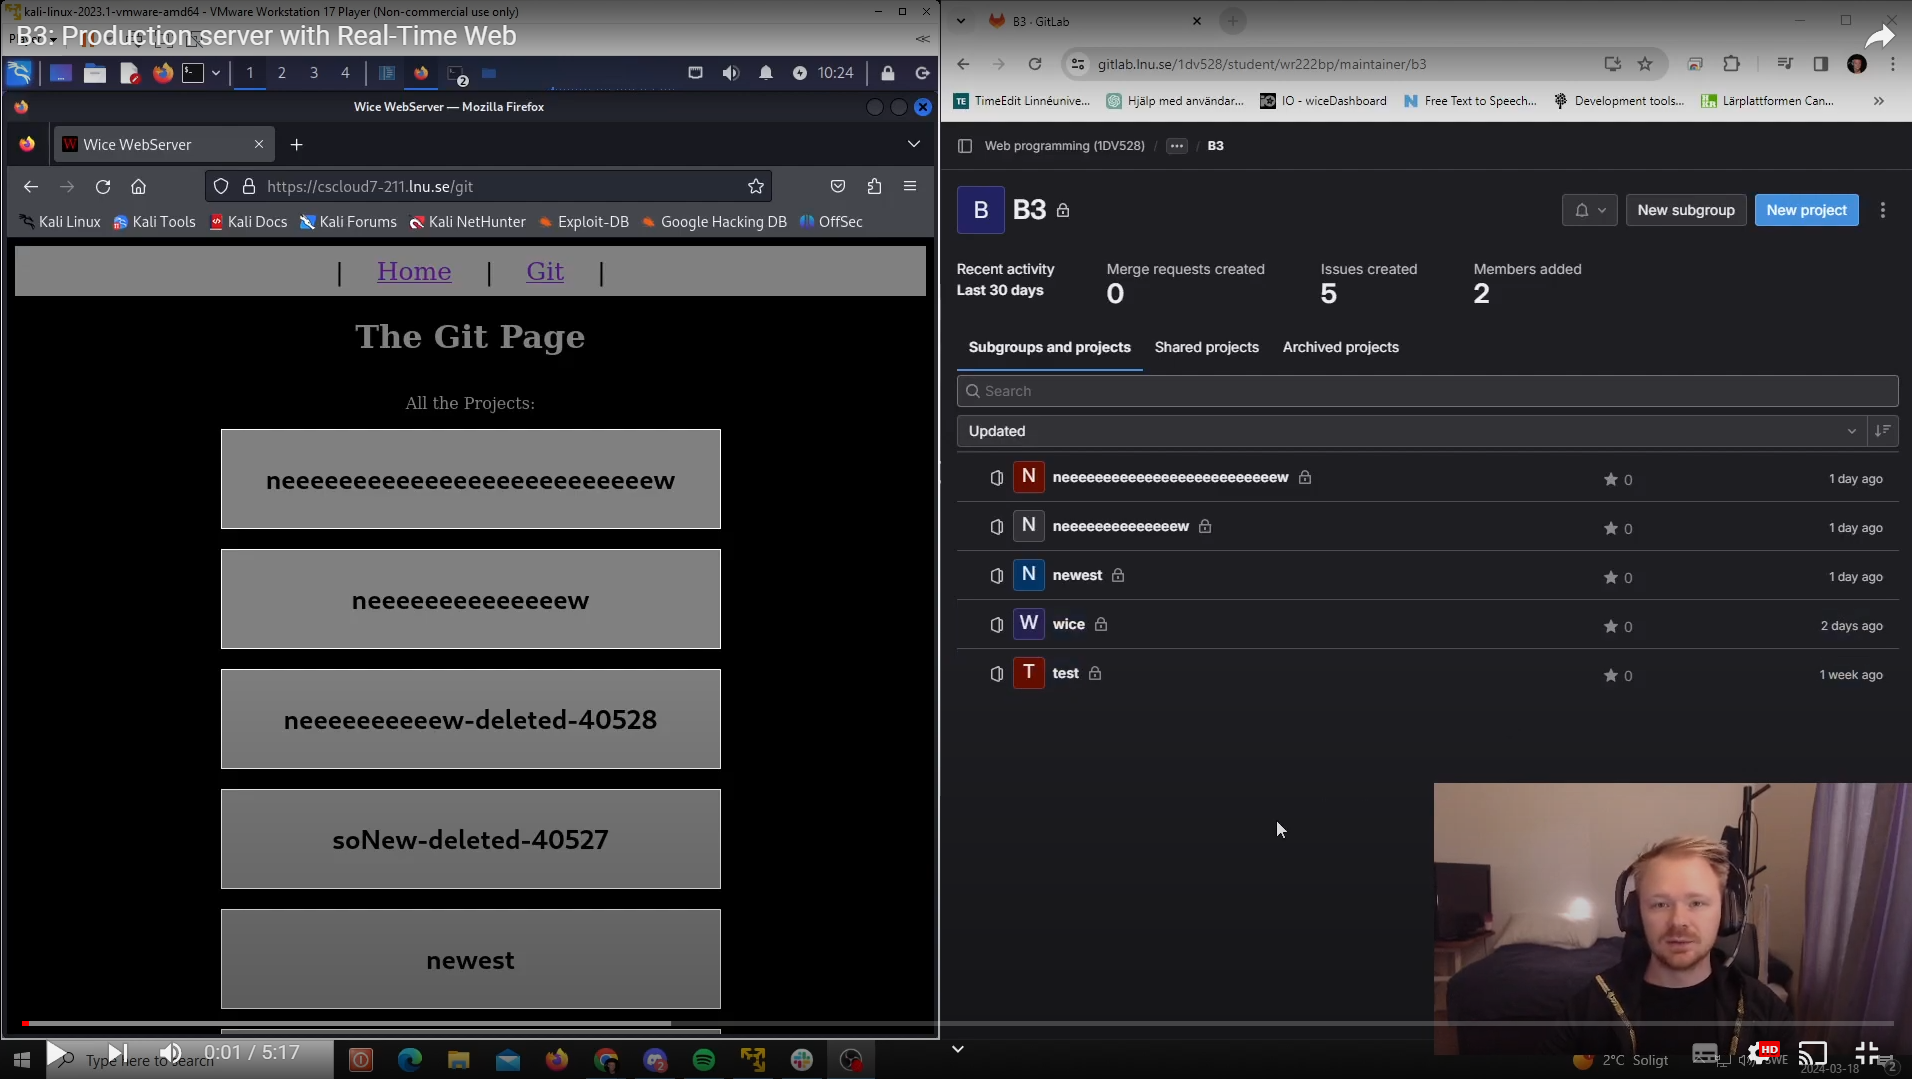 kali-linux-2023.1-vmware-amd64 - VMware Workstation 17 Player (Non-commercial use only)
B3: Production server with Real-Time Web
1 2 3 4
2
10:24
Wice WebServer — Mozilla Firefox
Wice WebServer
https://cscloud7-211.lnu.se/git
Kali Linux Kali Tools Kali Docs Kali Forums Kali NetHunter Exploit-DB Google Hacking DB OffSec
| Home | Git |
The Git Page
All the Projects:
neeeeeeeeeeeeeeeeeeeeeeeeeew
neeeeeeeeeeeeeew
neeeeeeeeeew-deleted-40528
soNew-deleted-40527
newest
B3 · GitLab
gitlab.lnu.se/1dv528/student/wr222bp/maintainer/b3
TimeEdit Linnéunive... Hjälp med användar... IO - wiceDashboard Free Text to Speech... Development tools... Lärplattformen Can...
Web programming (1DV528) / ... / B3
B B3
New subgroup New project
Recent activity
Last 30 days
Merge requests created
0
Issues created
5
Members added
2
Subgroups and projects Shared projects Archived projects
Search
Updated
N neeeeeeeeeeeeeeeeeeeeeeeeeew 0 1 day ago
N neeeeeeeeeeeeeew 0 1 day ago
N newest 0 1 day ago
W wice 0 2 days ago
T test 0 1 week ago
0:01 / 5:17
Type here to search
2°C Soligt
HD
SWE
2024-03-18
2